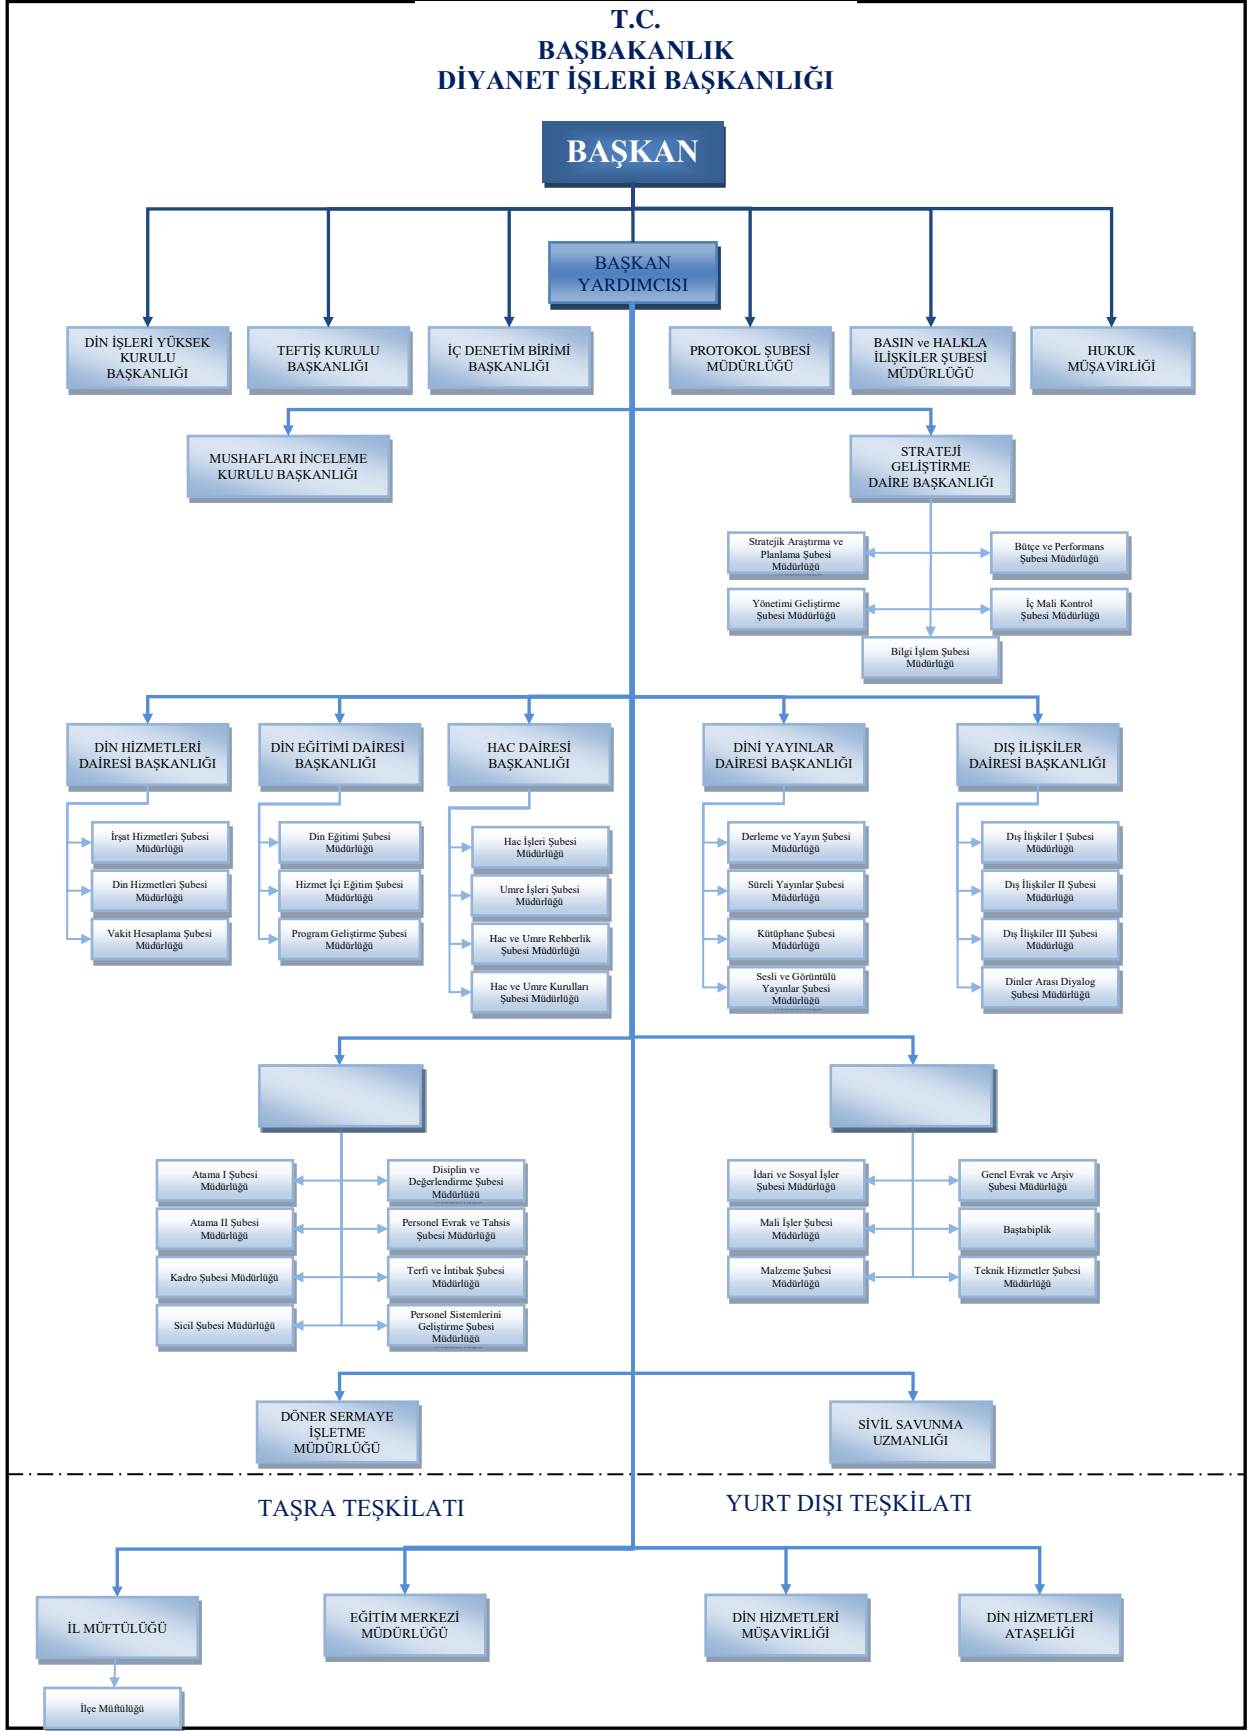 T.C.
BAŞBAKANLIK
DİYANET İŞLERİ BAŞKANLIĞI
BAŞKAN
BAŞKAN
YARDIMCISI
DİN İŞLERİ YÜKSEK
KURULU
BAŞKANLIĞI
TEFTİŞ KURULU
BAŞKANLIĞI
İÇ DENETİM BİRİMİ
BAŞKANLIĞI
PROTOKOL ŞUBESİ
MÜDÜRLÜĞÜ
BASIN ve HALKLA
İLİŞKİLER ŞUBESİ
MÜDÜRLÜĞÜ
HUKUK
MÜŞAVİRLİĞİ
MUSHAFLARI İNCELEME
KURULU BAŞKANLIĞI
STRATEJİ
GELİŞTİRME
DAİRE BAŞKANLIĞI
Stratejik Araştırma ve
Planlama Şubesi
Müdürlüğü
Bütçe ve Performans
Şubesi Müdürlüğü
Yönetimi Geliştirme
Şubesi Müdürlüğü
İç Mali Kontrol
Şubesi Müdürlüğü
Bilgi İşlem Şubesi
Müdürlüğü
DİN HİZMETLERİ
DAİRESİ BAŞKANLIĞI
İrşat Hizmetleri Şubesi
Müdürlüğü
Din Hizmetleri Şubesi
Müdürlüğü
Vakit Hesaplama Şubesi
Müdürlüğü
DİN EĞİTİMİ DAİRESİ
BAŞKANLIĞI
Din Eğitimi Şubesi
Müdürlüğü
Hizmet İçi Eğitim Şubesi
Müdürlüğü
Program Geliştirme Şubesi
Müdürlüğü
HAC DAİRESİ
BAŞKANLIĞI
Hac İşleri Şubesi
Müdürlüğü
Umre İşleri Şubesi
Müdürlüğü
Hac ve Umre Rehberlik
Şubesi Müdürlüğü
Hac ve Umre Kurulları
Şubesi Müdürlüğü
DİNİ YAYINLAR
DAİRESİ BAŞKANLIĞI
Derleme ve Yayın Şubesi
Müdürlüğü
Süreli Yayınlar Şubesi
Müdürlüğü
Kütüphane Şubesi
Müdürlüğü
Sesli ve Görüntülü
Yayınlar Şubesi
Müdürlüğü
DIŞ İLİŞKİLER
DAİRESİ BAŞKANLIĞI
Dış İlişkiler I Şubesi
Müdürlüğü
Dış İlişkiler II Şubesi
Müdürlüğü
Dış İlişkiler III Şubesi
Müdürlüğü
Dinler Arası Diyalog
Şubesi Müdürlüğü
Atama I Şubesi
Müdürlüğü
Disiplin ve
Değerlendirme Şubesi
Müdürlüğü
Atama II Şubesi
Müdürlüğü
Personel Evrak ve Tahsis
Şubesi Müdürlüğü
Kadro Şubesi Müdürlüğü
Terfi ve İntibak Şubesi
Müdürlüğü
Sicil Şubesi Müdürlüğü
Personel Sistemlerini
Geliştirme Şubesi
Müdürlüğü
İdari ve Sosyal İşler
Şubesi Müdürlüğü
Genel Evrak ve Arşiv
Şubesi Müdürlüğü
Mali İşler Şubesi
Müdürlüğü
Baştabiplik
Malzeme Şubesi
Müdürlüğü
Teknik Hizmetler Şubesi
Müdürlüğü
DÖNER SERMAYE
İŞLETME
MÜDÜRLÜĞÜ
SİVİL SAVUNMA
UZMANLIĞI
TAŞRA TEŞKİLATI
YURT DIŞI TEŞKİLATI
İL MÜFTÜLÜĞÜ
EĞİTİM MERKEZİ
MÜDÜRLÜĞÜ
DİN HİZMETLERİ
MÜŞAVİRLİĞİ
DİN HİZMETLERİ
ATAŞELİĞİ
İlçe Müftülüğü